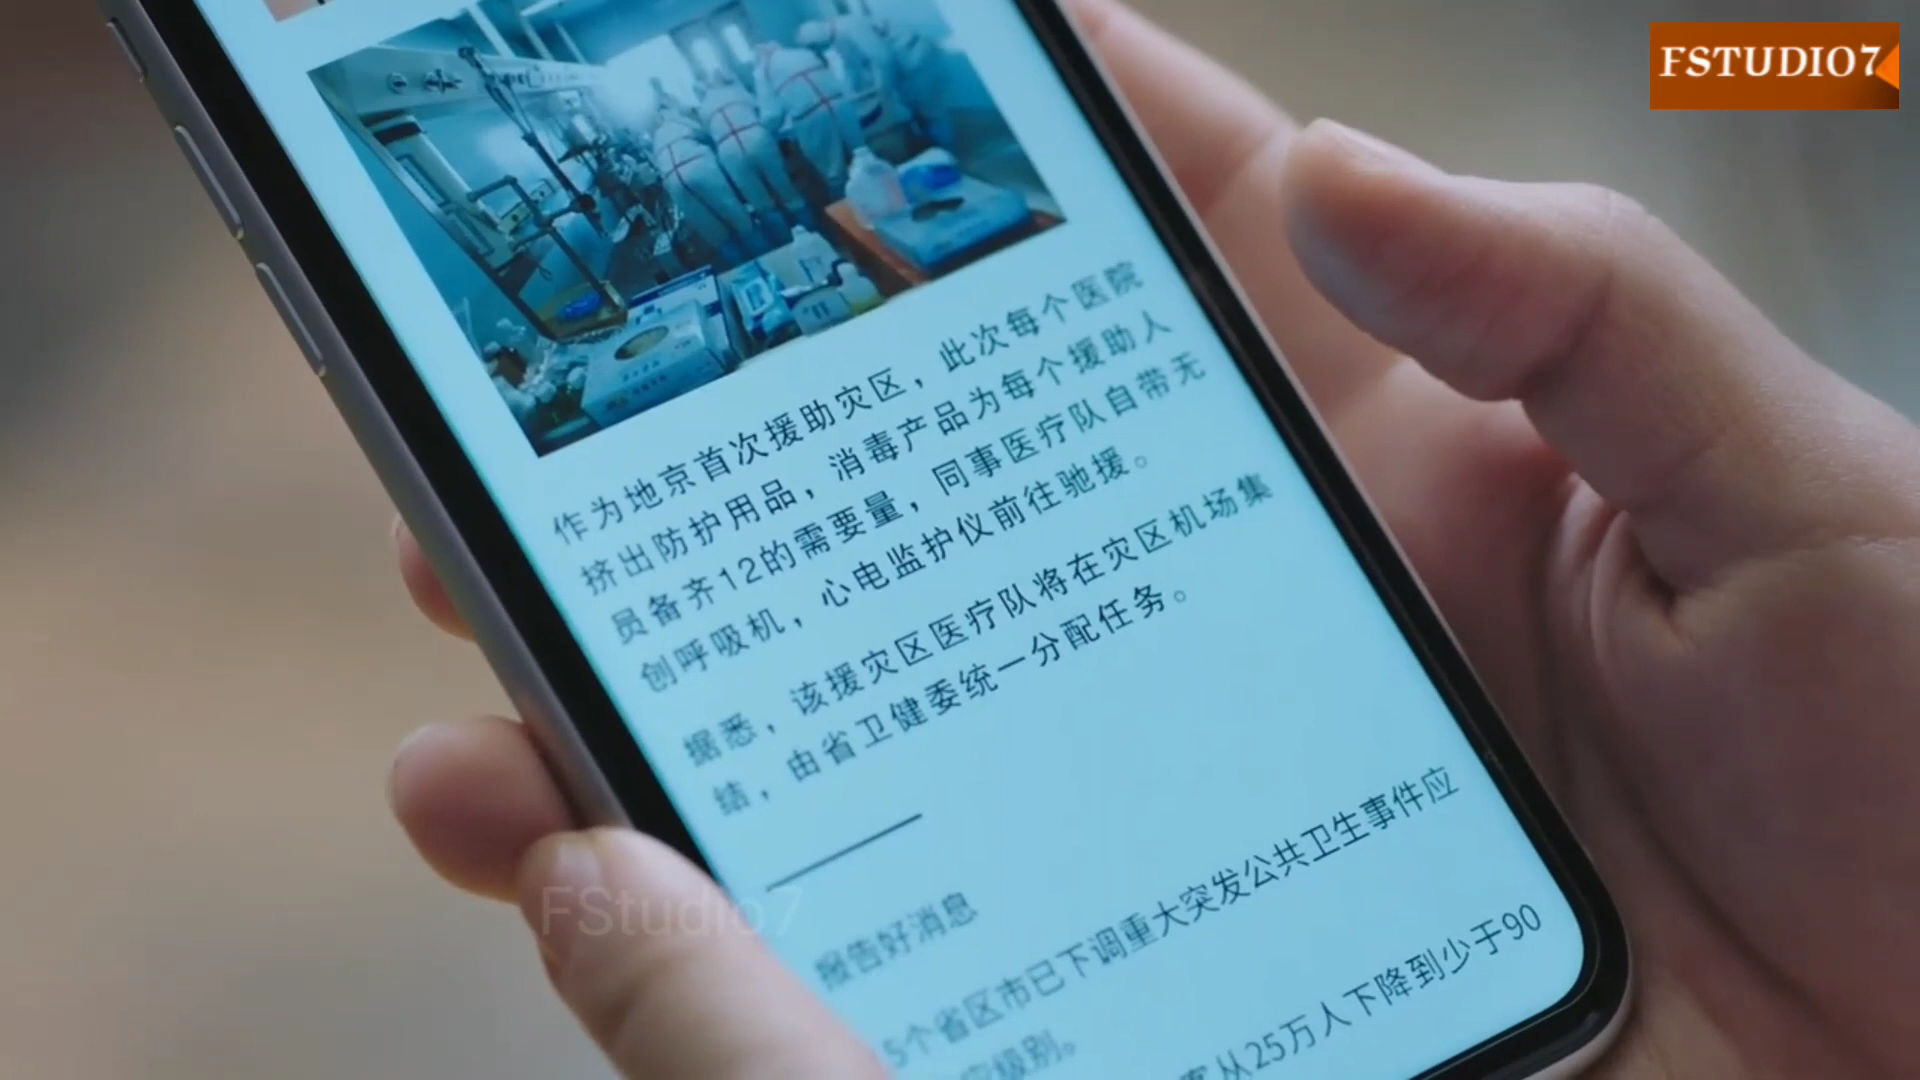 FSTUDIO7
作为地京首次援助灾区，此次每个医院
挤出防护用品，消毒产品为每个援助人
员备齐12的需要量，同事医疗队自带无
创呼吸机，心电监护仪前往驰援。
据悉，该援灾区医疗队将在灾区机场集
结，由省卫健委统一分配任务。
FStudio7
报告好消息
5个省区市已下调重大突发公共卫生事件应
级别。
从25万人下降到少于90